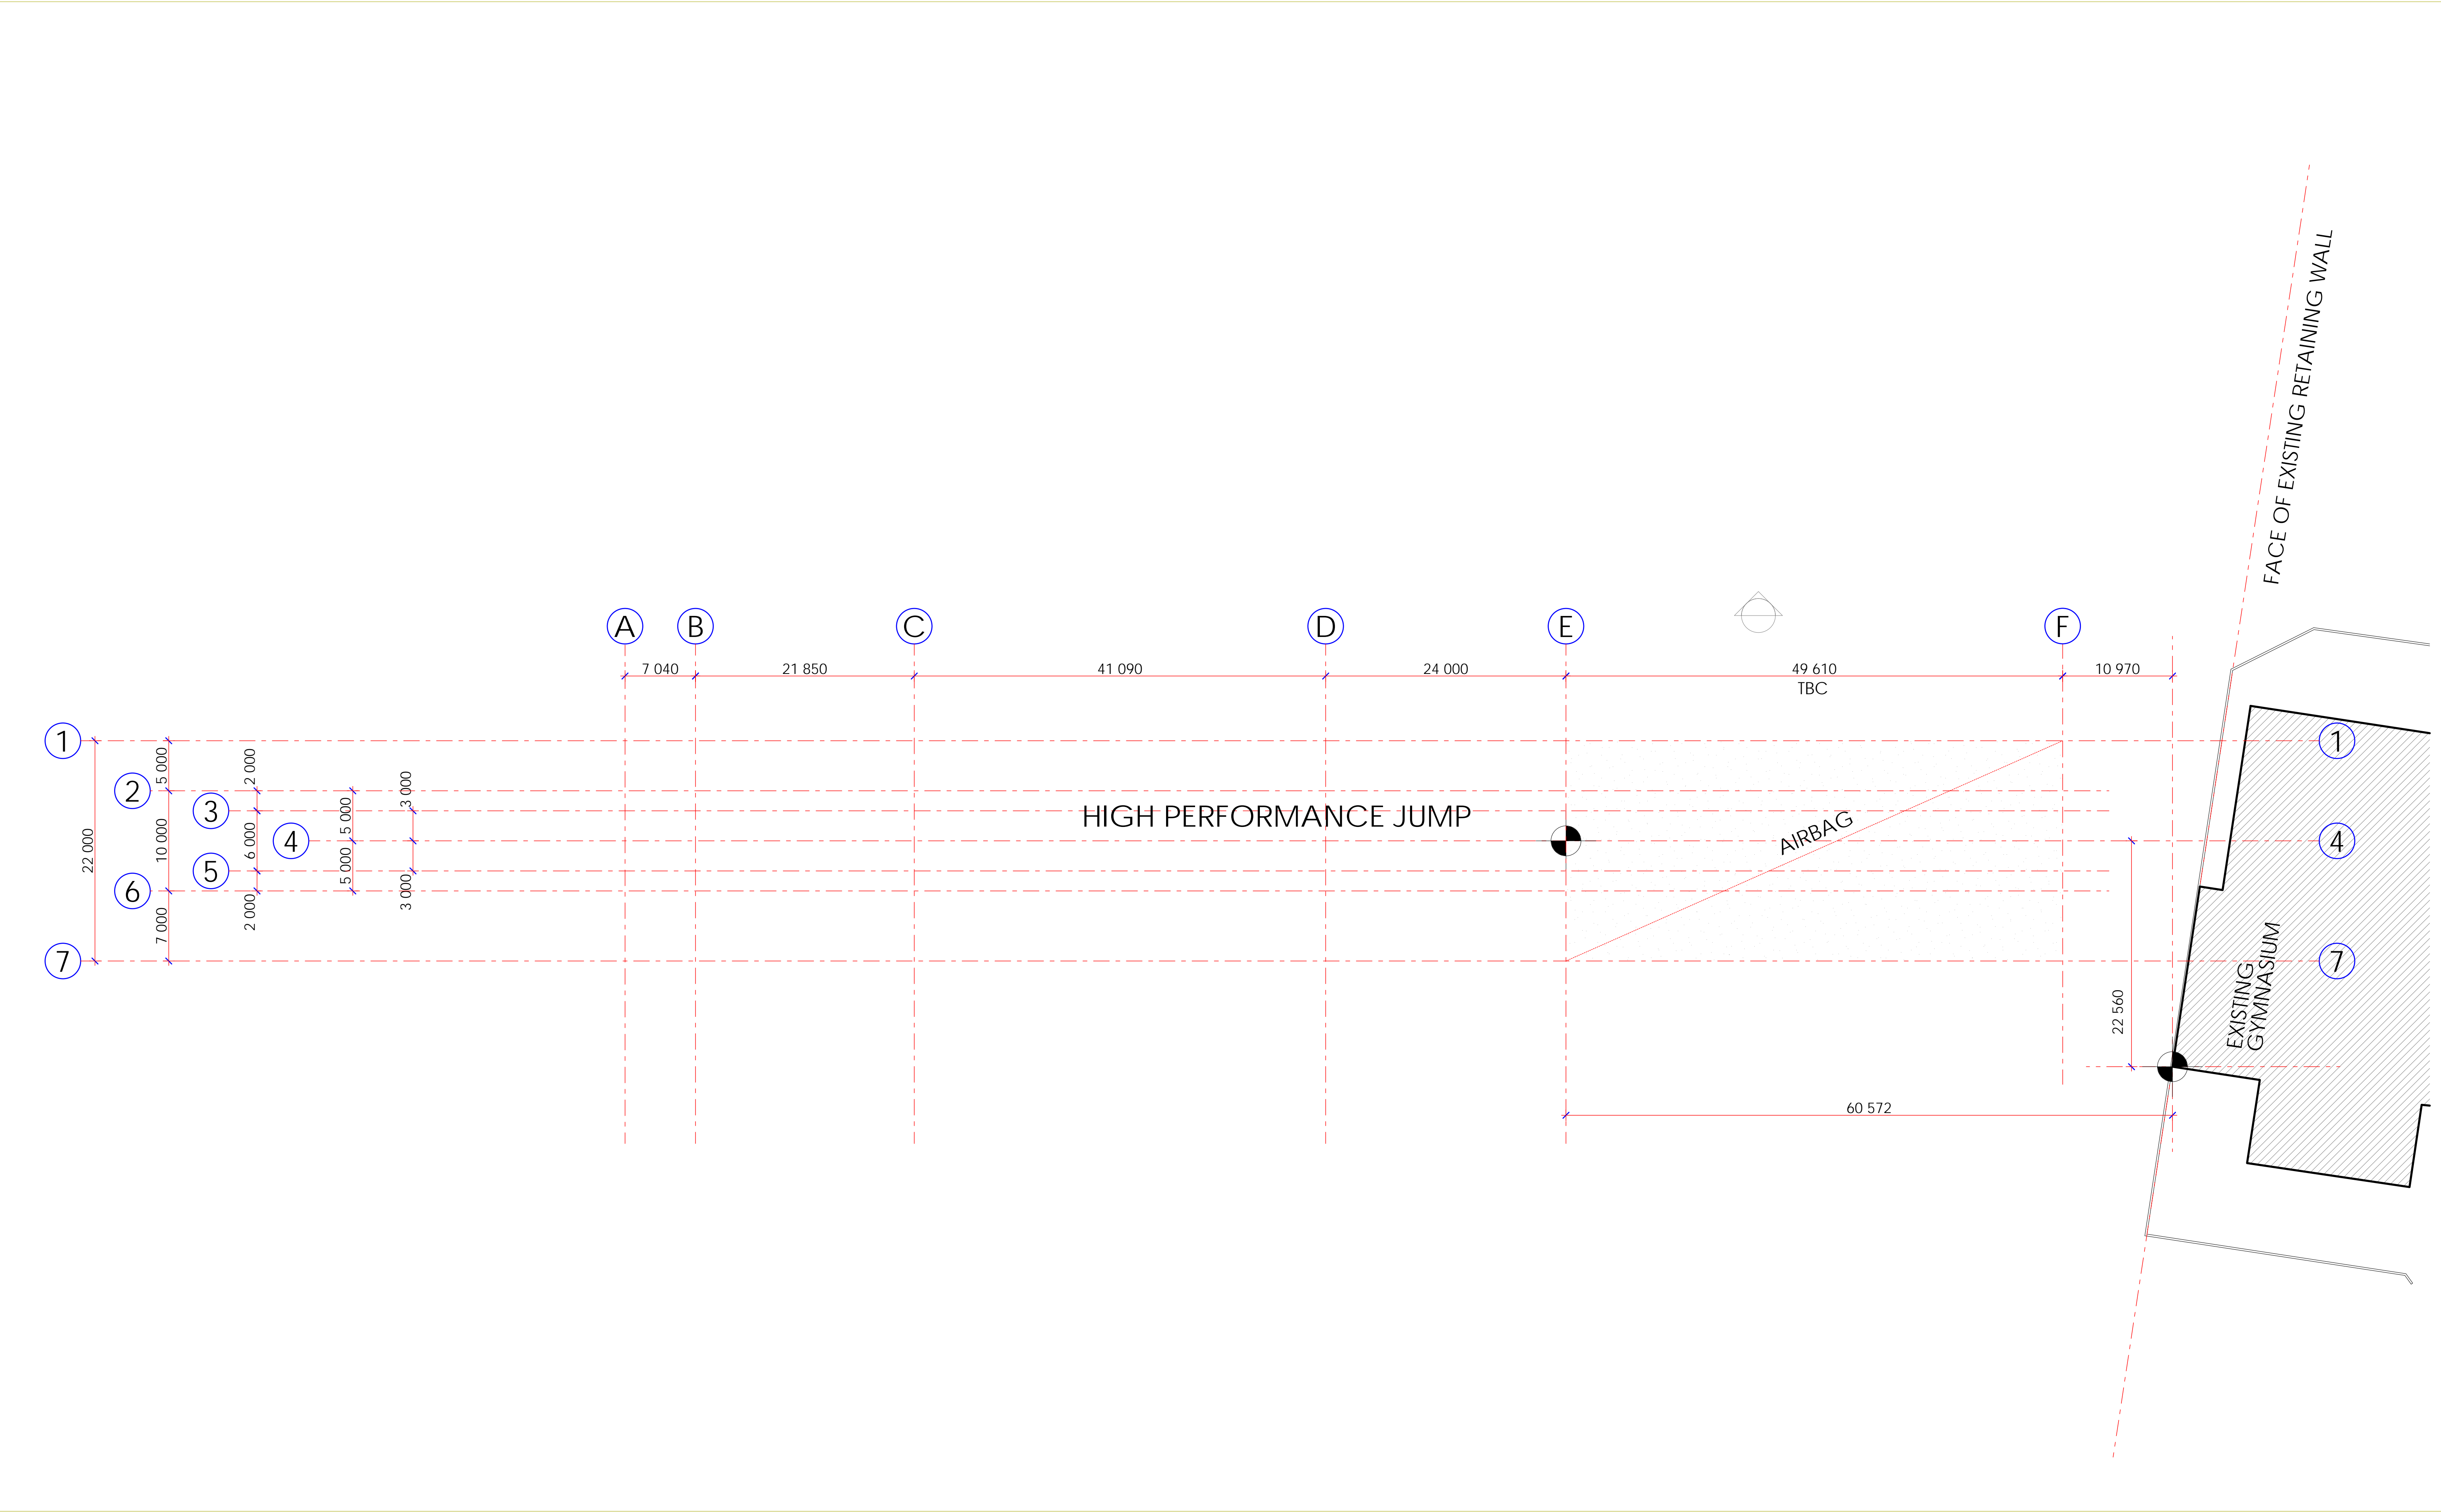 FACE OF EXISTING RETAINING WALL
A B C D E F
7 040 21 850 41 090 24 000 49 610 10 970
TBC
1 1
5 000 2 000
2
3 000
5 000
3
HIGH PERFORMANCE JUMP
AIRBAG
22 000
10 000
6 000
4 4
5
5 000
3 000
6
7 000
2 000
7 7
EXISTING
GYMNASIUM
22 560
60 572